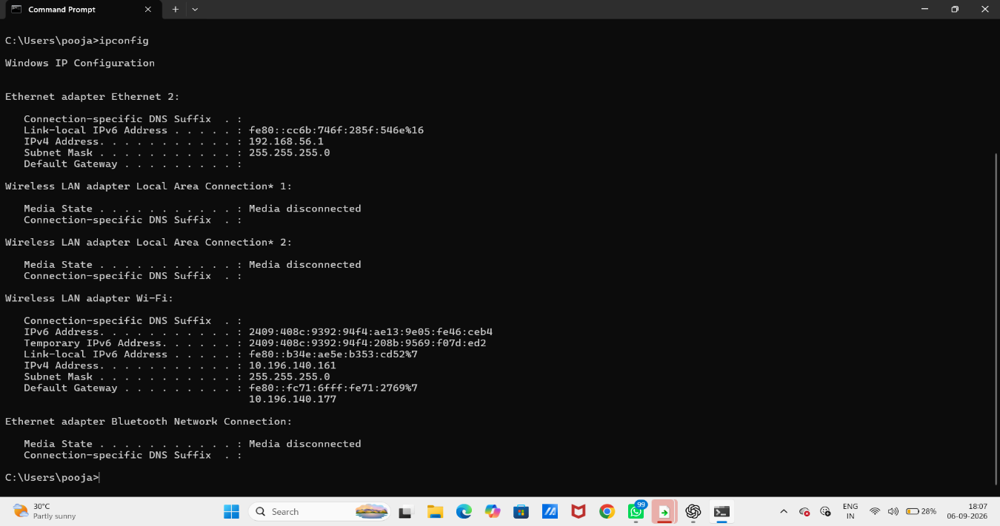 Command Prompt
C:\Users\pooja>ipconfig
Windows IP Configuration
Ethernet adapter Ethernet 2:
Connection-specific DNS Suffix  . :
Link-local IPv6 Address . . . . . : fe80::cc6b:746f:285f:546e%16
IPv4 Address. . . . . . . . . . . : 192.168.56.1
Subnet Mask . . . . . . . . . . . : 255.255.255.0
Default Gateway . . . . . . . . . :
Wireless LAN adapter Local Area Connection* 1:
Media State . . . . . . . . . . . : Media disconnected
Connection-specific DNS Suffix  . :
Wireless LAN adapter Local Area Connection* 2:
Media State . . . . . . . . . . . : Media disconnected
Connection-specific DNS Suffix  . :
Wireless LAN adapter Wi-Fi:
Connection-specific DNS Suffix  . :
IPv6 Address. . . . . . . . . . . : 2409:408c:9392:94f4:ae13:9e05:fe46:ceb4
Temporary IPv6 Address. . . . . . : 2409:408c:9392:94f4:208b:9569:f07d:ed2
Link-local IPv6 Address . . . . . : fe80::b34e:ae5e:b353:cd52%7
IPv4 Address. . . . . . . . . . . : 10.196.140.161
Subnet Mask . . . . . . . . . . . : 255.255.255.0
Default Gateway . . . . . . . . . : fe80::fc71:6fff:fe71:2769%7
10.196.140.177
Ethernet adapter Bluetooth Network Connection:
Media State . . . . . . . . . . . : Media disconnected
Connection-specific DNS Suffix  . :
C:\Users\pooja>
30°C
Partly sunny
Search
99
ENG
IN
28%
18:07
06-09-2026